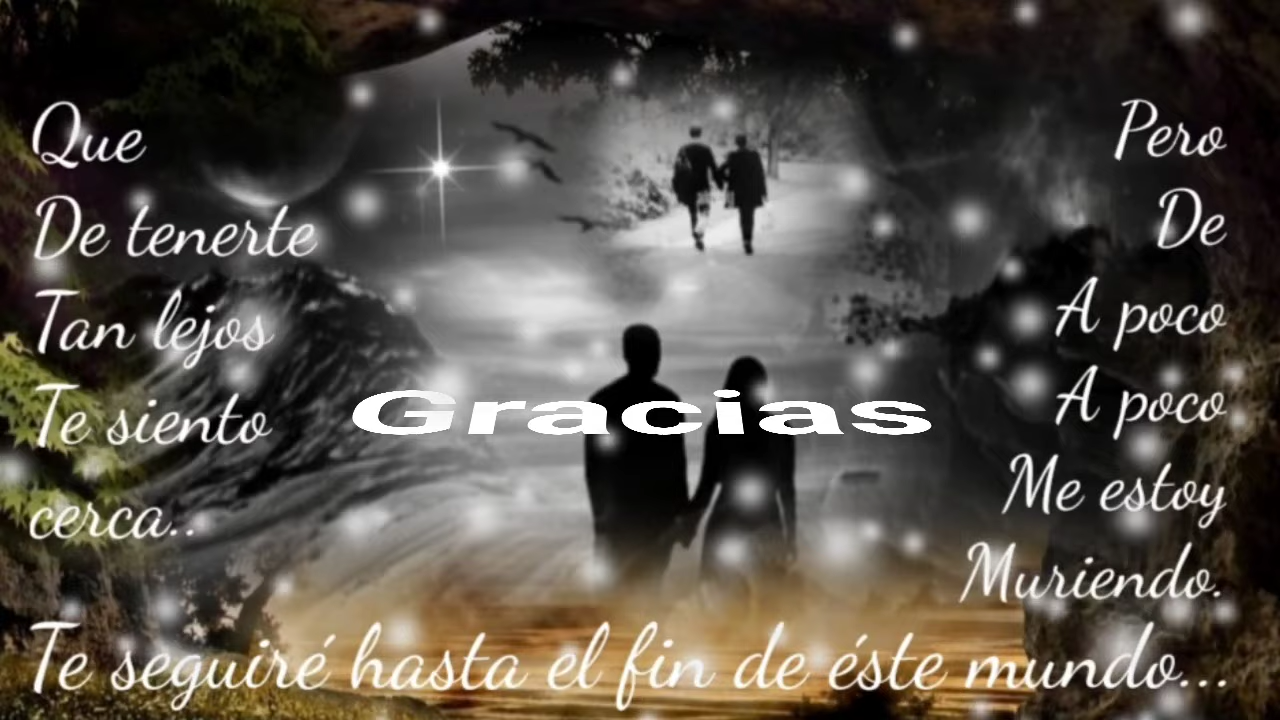 Que
De tenerte
Tan lejos
Te siento
cerca..
Gracias
Pero
De
A poco
A poco
Me estoy
Muriendo.
Te seguiré hasta el fin de éste mundo...